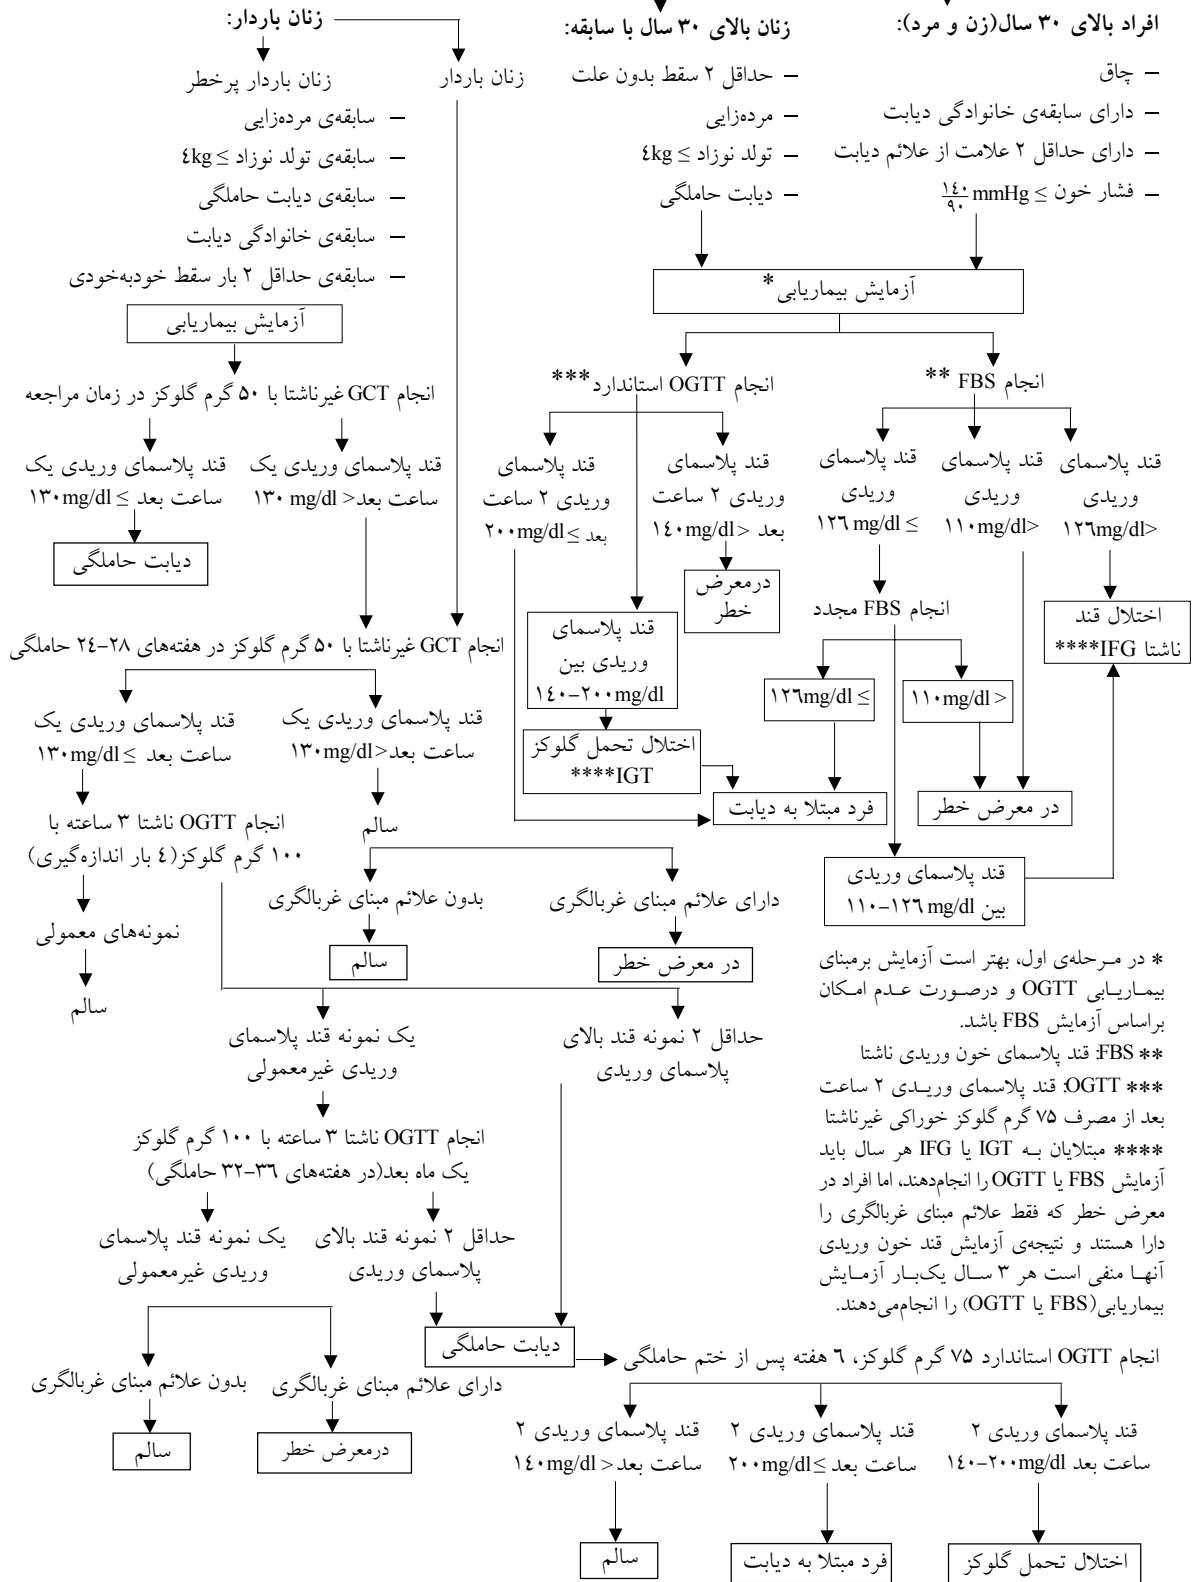 افراد بالای ۳۰ سال(زن و مرد):
– چاق
– دارای سابقه‌ی خانوادگی دیابت
– دارای حداقل ۲ علامت از علائم دیابت
– فشار خون ≥ ۱٤۰/۹۰ mmHg
زنان بالای ۳۰ سال با سابقه:
– حداقل ۲ سقط بدون علت
– مرده‌زایی
– تولد نوزاد ≥ ٤kg
– دیابت حاملگی
زنان باردار:
زنان باردار
زنان باردار پرخطر
– سابقه‌ی مرده‌زایی
– سابقه‌ی تولد نوزاد ≥ ٤kg
– سابقه‌ی دیابت حاملگی
– سابقه‌ی خانوادگی دیابت
– سابقه‌ی حداقل ۲ بار سقط خودبه‌خودی
آزمایش بیماریابی*
انجام FBS **
قند پلاسمای
وریدی
<۱۲٦mg/dl>
قند پلاسمای
وریدی
<۱۱۰mg/dl
قند پلاسمای
وریدی
≤ ۱۲٦ mg/dl
اختلال قند
ناشتا IFG****
انجام FBS مجدد
< ۱۱۰mg/dl
≤ ۱۲٦mg/dl
در معرض خطر
فرد مبتلا به دیابت
قند پلاسمای وریدی
بین ۱۱۰–۱۲٦ mg/dl
انجام OGTT استاندارد***
قند پلاسمای
وریدی ۲ ساعت
بعد < ۱٤۰mg/dl
قند پلاسمای
وریدی ۲ ساعت
بعد ≥ ۲۰۰mg/dl
درمعرض
خطر
قند پلاسمای
وریدی بین
۱٤۰–۲۰۰mg/dl
اختلال تحمل گلوکز
IGT****
آزمایش بیماریابی
انجام GCT غیرناشتا با ۵۰ گرم گلوکز در زمان مراجعه
قند پلاسمای وریدی یک
ساعت بعد< ۱۳۰ mg/dl
قند پلاسمای وریدی یک
ساعت بعد ≥ ۱۳۰mg/dl
دیابت حاملگی
انجام GCT غیرناشتا با ۵۰ گرم گلوکز در هفته‌های ۲۸–۲٤ حاملگی
قند پلاسمای وریدی یک
ساعت بعد<۱۳۰mg/dl
قند پلاسمای وریدی یک
ساعت بعد ≥ ۱۳۰mg/dl
سالم
انجام OGTT ناشتا ۳ ساعته با
۱۰۰ گرم گلوکز(٤ بار اندازه‌گیری)
دارای علائم مبنای غربالگری
بدون علائم مبنای غربالگری
نمونه‌های معمولی
در معرض خطر
سالم
سالم
حداقل ۲ نمونه قند بالای
پلاسمای وریدی
یک نمونه قند پلاسمای
وریدی غیرمعمولی
انجام OGTT ناشتا ۳ ساعته با ۱۰۰ گرم گلوکز
یک ماه بعد(در هفته‌های ۳٦–۳۲ حاملگی)
حداقل ۲ نمونه قند بالای
پلاسمای وریدی
یک نمونه قند پلاسمای
وریدی غیرمعمولی
دیابت حاملگی
دارای علائم مبنای غربالگری
بدون علائم مبنای غربالگری
درمعرض خطر
سالم
* در مرحله‌ی اول، بهتر است آزمایش برمبنای
بیماریابی OGTT و درصورت عدم امکان
براساس آزمایش FBS باشد.
** FBS: قند پلاسمای خون وریدی ناشتا
*** OGTT: قند پلاسمای وریدی ۲ ساعت
بعد از مصرف ۷۵ گرم گلوکز خوراکی غیرناشتا
**** مبتلایان به IGT یا IFG هر سال باید
آزمایش FBS یا OGTT را انجام‌دهند، اما افراد در
معرض خطر که فقط علائم مبنای غربالگری را
دارا هستند و نتیجه‌ی آزمایش قند خون وریدی
آنها منفی است هر ۳ سال یک‌بار آزمایش
بیماریابی(FBS یا OGTT) را انجام‌می‌دهند.
انجام OGTT استاندارد ۷۵ گرم گلوکز، ٦ هفته پس از ختم حاملگی
قند پلاسمای وریدی ۲
ساعت بعد ۱٤۰–۲۰۰mg/dl
قند پلاسمای وریدی ۲
ساعت بعد ≥ ۲۰۰mg/dl
قند پلاسمای وریدی ۲
ساعت بعد < ۱٤۰mg/dl
اختلال تحمل گلوکز
فرد مبتلا به دیابت
سالم